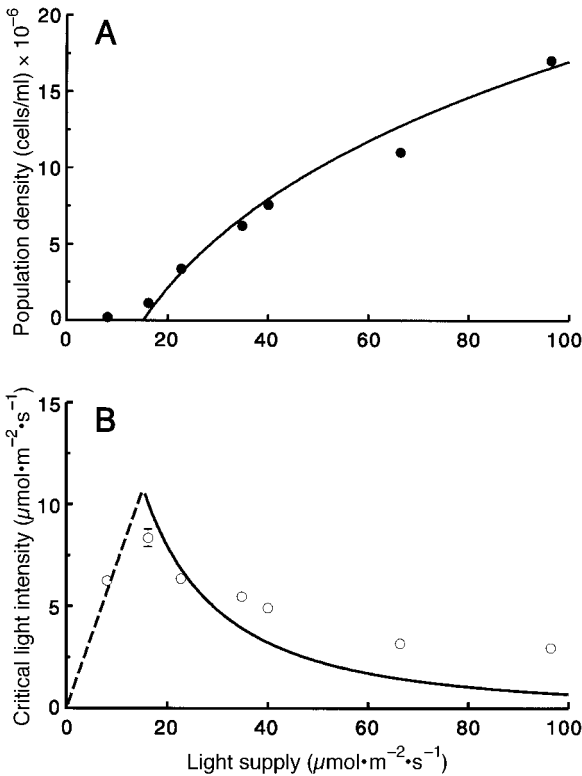 A
Population density (cells/ml) × 10⁻⁶
20
15
10
5
0
0 20 40 60 80 100
B
Critical light intensity (µmol•m⁻²•s⁻¹)
15
10
5
0
0 20 40 60 80 100
Light supply (µmol•m⁻²•s⁻¹)